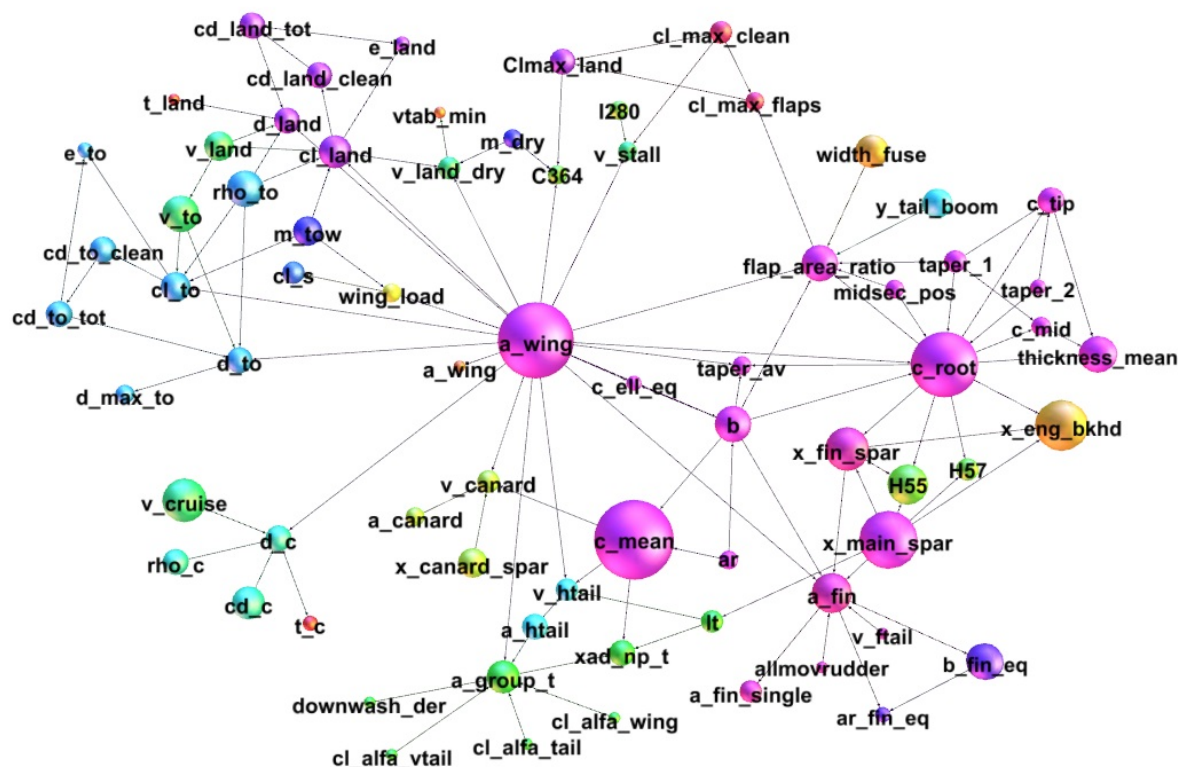 cd_land_tot
e_land
cl_max_clean
Clmax_land
cd_land_clean
t_land
d_land
vtab_min
I280
cl_max_flaps
e_to
v_land
cl_land
m_dry
v_stall
width_fuse
v_land_dry
C364
rho_to
v_to
y_tail_boom
c_tip
m_tow
cd_to_clean
cl_s
flap_area_ratio
taper_1
cl_to
wing_load
midsec_pos
taper_2
cd_to_tot
c_mid
a_wing
thickness_mean
d_to
a_wing
taper_av
c_root
c_ell_eq
d_max_to
b
x_eng_bkhd
x_fin_spar
H57
v_canard
H55
v_cruise
a_canard
d_c
c_mean
x_main_spar
rho_c
x_canard_spar
ar
v_htail
a_fin
cd_c
t_c
a_htail
lt
v_ftail
xad_np_t
allmovrudder
b_fin_eq
a_group_t
a_fin_single
downwash_der
cl_alfa_wing
ar_fin_eq
cl_alfa_tail
cl_alfa_vtail